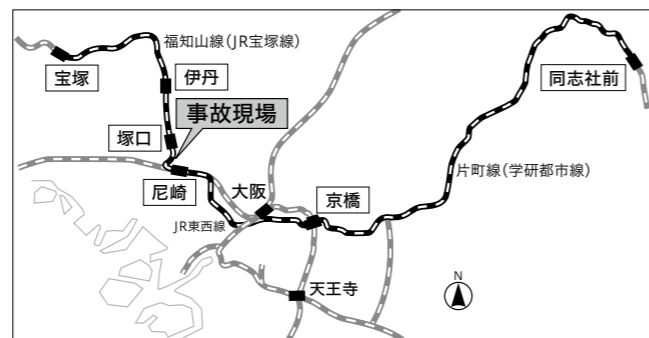 福知山線(JR宝塚線)
宝塚
伊丹
同志社前
事故現場
塚口
片町線(学研都市線)
尼崎
大阪
京橋
JR東西線
天王寺
N